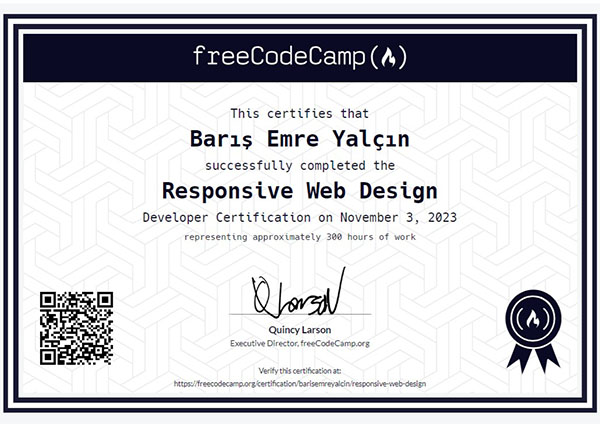 freeCodeCamp
This certifies that
Barış Emre Yalçın
successfully completed the
Responsive Web Design
Developer Certification on November 3, 2023
representing approximately 300 hours of work
QLarson
Quincy Larson
Executive Director, freeCodeCamp.org
Verify this certification at:
https://freecodecamp.org/certification/barisemreyalcin/responsive-web-design